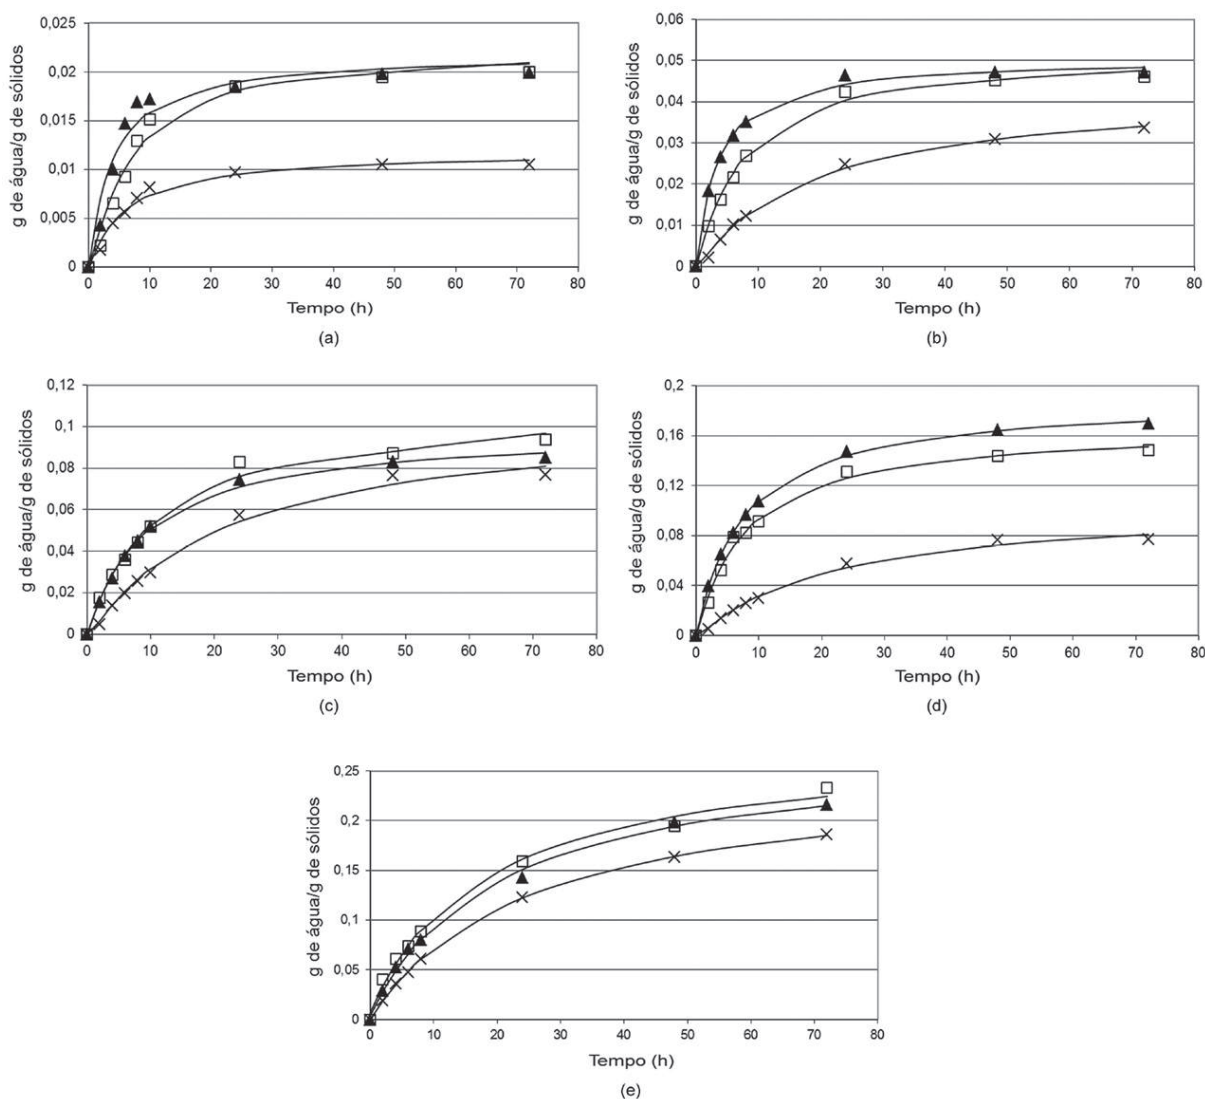 g de água/g de sólidos
0,025
0,02
0,015
0,01
0,005
0
0 10 20 30 40 50 60 70 80
Tempo (h)
(a)
g de água/g de sólidos
0,06
0,05
0,04
0,03
0,02
0,01
0
0 10 20 30 40 50 60 70 80
Tempo (h)
(b)
g de água/g de sólidos
0,12
0,1
0,08
0,06
0,04
0,02
0
0 10 20 30 40 50 60 70 80
Tempo (h)
(c)
g de água/g de sólidos
0,2
0,16
0,12
0,08
0,04
0
0 10 20 30 40 50 60 70 80
Tempo (h)
(d)
g de água/g de sólidos
0,25
0,2
0,15
0,1
0,05
0
0 10 20 30 40 50 60 70 80
Tempo (h)
(e)